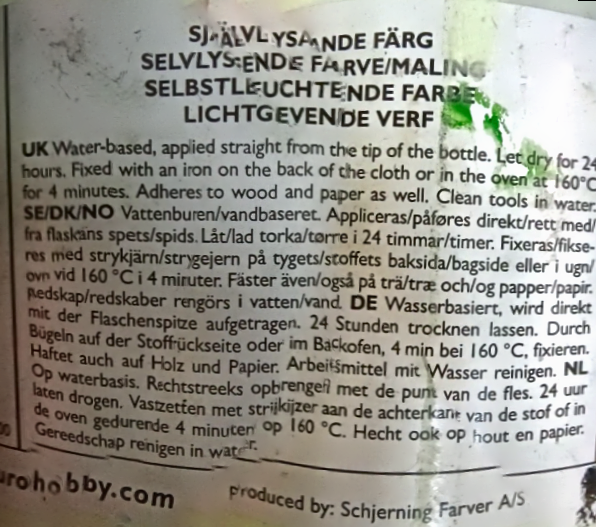 SJÄLVLYSANDE FÄRG
SELVLYSENDE FARVE/MALING
SELBSTLEUCHTENDE FARBE
LICHTGEVENDE VERF
UK Water-based, applied straight from the tip of the bottle. Let dry for 24
hours. Fixed with an iron on the back of the cloth or in the oven at 160°C
for 4 minutes. Adheres to wood and paper as well. Clean tools in water.
SE/DK/NO Vattenburen/vandbaseret. Appliceras/påføres direkt/rett med/
fra flaskans spets/spids. Låt/lad torka/tørre i 24 timmar/timer. Fixeras/fikse-
res med strykjärn/strygejern på tygets/stoffets baksida/bagside eller i ugn/
ovn vid 160 °C i 4 minuter. Fäster även/også på trä/træ och/og papper/papir.
Redskap/redskaber rengörs i vatten/vand. DE Wasserbasiert, wird direkt
mit der Flaschenspitze aufgetragen. 24 Stunden trocknen lassen. Durch
Bügeln auf der Stoffrückseite oder im Backofen, 4 min bei 160 °C, fixieren.
Haftet auch auf Holz und Papier. Arbeitsmittel mit Wasser reinigen. NL
Op waterbasis. Rechtstreeks opbrengen met de punt van de fles. 24 uur
laten drogen. Vastzetten met strijkijzer aan de achterkant van de stof of in
de oven gedurende 4 minuten op 160 °C. Hecht ook op hout en papier.
Gereedschap reinigen in water.
urohobby.com
Produced by: Schjerning Farver A/S